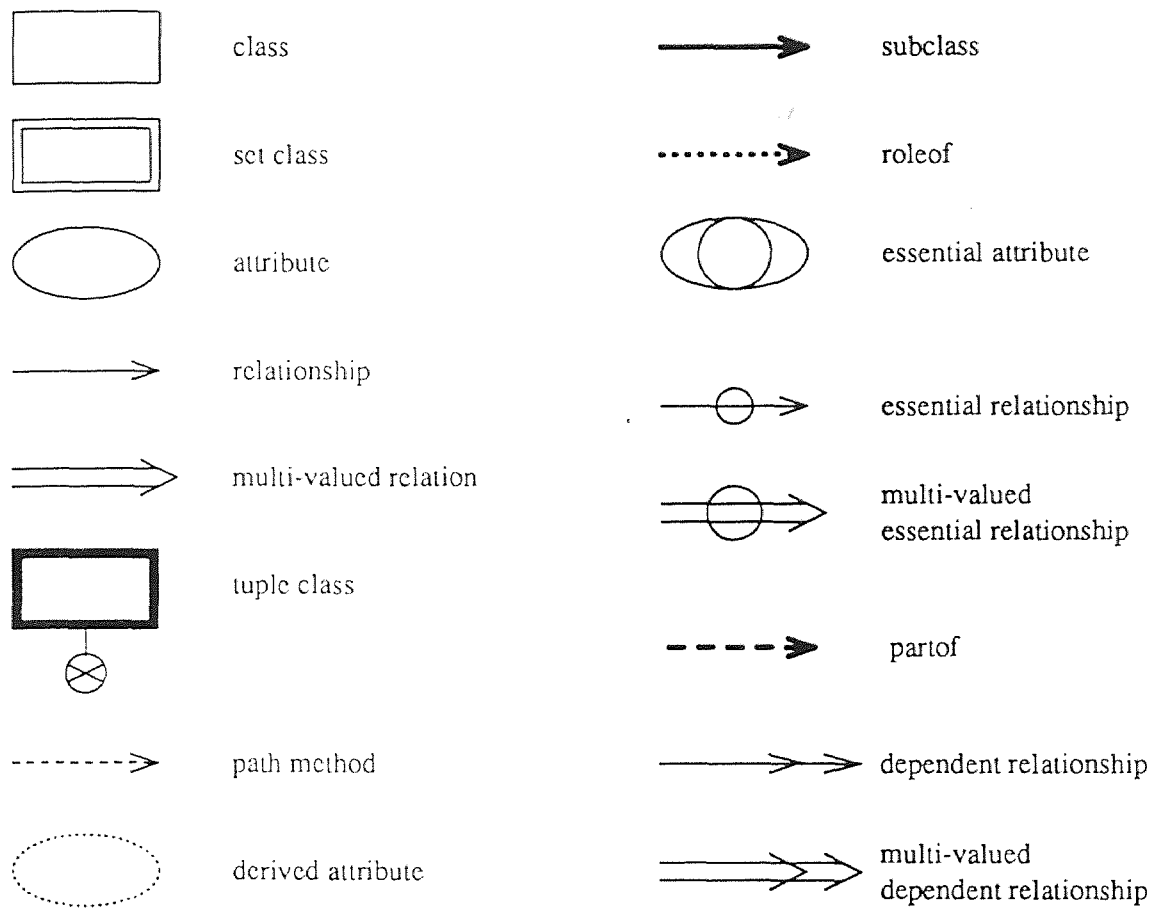 class
set class
attribute
relationship
multi-valued relation
tuple class
path method
derived attribute
subclass
roleof
essential attribute
essential relationship
multi-valued
essential relationship
partof
dependent relationship
multi-valued
dependent relationship